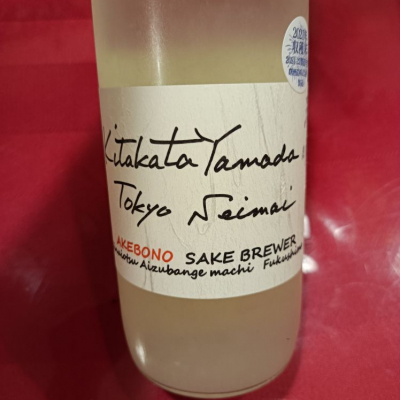 Kitakata Yamada
Tokyo Seimai
AKEBONO SAKE BREWER
Aizubange machi Fukushima